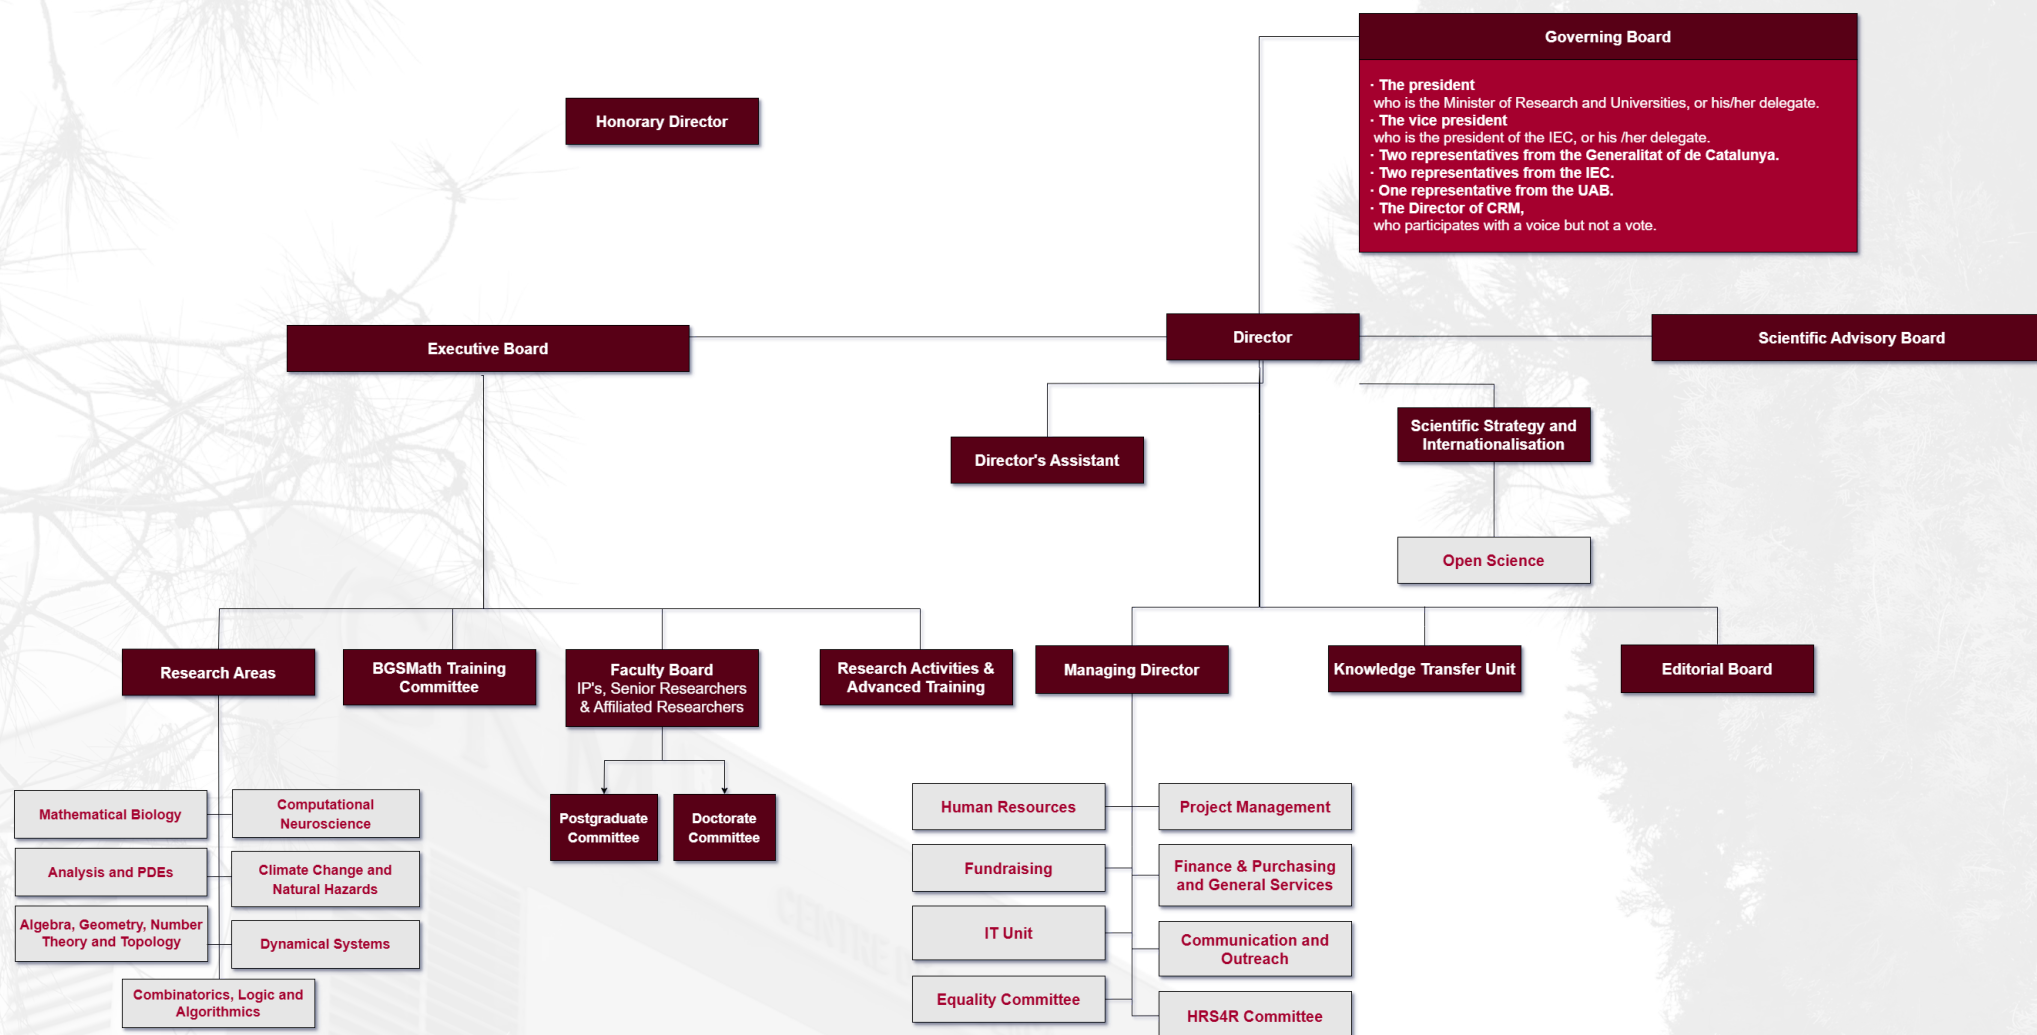 Governing Board
· The president
who is the Minister of Research and Universities, or his/her delegate.
· The vice president
who is the president of the IEC, or his /her delegate.
· Two representatives from the Generalitat of de Catalunya.
· Two representatives from the IEC.
· One representative from the UAB.
· The Director of CRM,
who participates with a voice but not a vote.
Honorary Director
Executive Board
Director
Scientific Advisory Board
Director's Assistant
Scientific Strategy and
Internationalisation
Open Science
Research Areas
BGSMath Training
Committee
Faculty Board
IP's, Senior Researchers
& Affiliated Researchers
Research Activities &
Advanced Training
Managing Director
Knowledge Transfer Unit
Editorial Board
Mathematical Biology
Computational
Neuroscience
Analysis and PDEs
Climate Change and
Natural Hazards
Algebra, Geometry, Number
Theory and Topology
Dynamical Systems
Combinatorics, Logic and
Algorithmics
Postgraduate
Committee
Doctorate
Committee
Human Resources
Project Management
Fundraising
Finance & Purchasing
and General Services
IT Unit
Communication and
Outreach
Equality Committee
HRS4R Committee